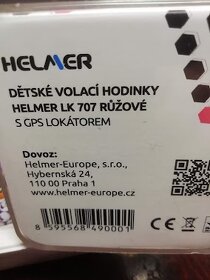 HELMER
DĚTSKÉ VOLACÍ HODINKY
HELMER LK 707 RŮŽOVÉ
S GPS LOKÁTOREM
Dovoz:
Helmer-Europe, s.r.o.,
Hybernská 24,
110 00 Praha 1
www.helmer-europe.cz
8 595568 490001
CE